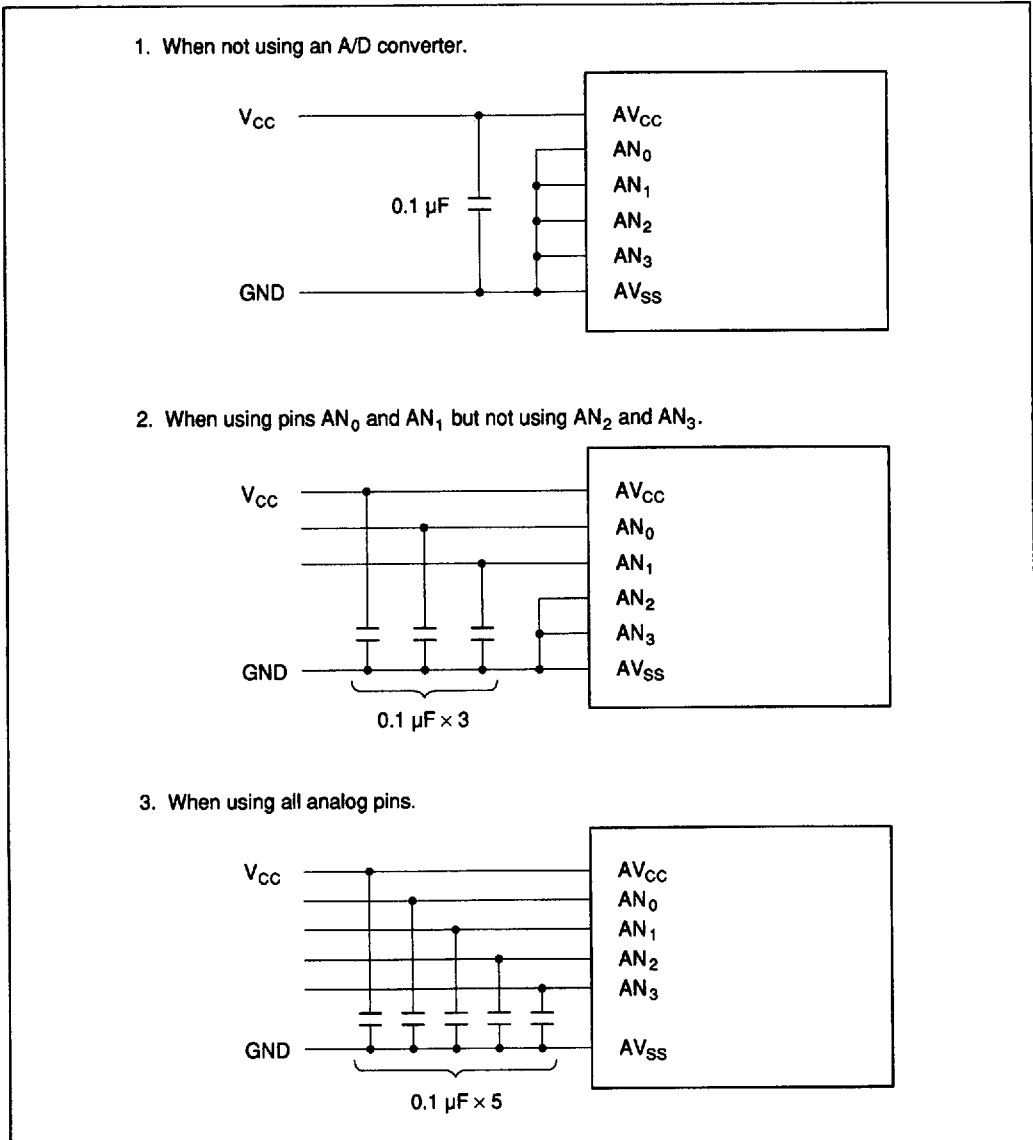 1. When not using an A/D converter.
V_CC
AV_CC
AN_0
AN_1
0.1 µF
AN_2
AN_3
GND
AV_SS
2. When using pins AN_0 and AN_1 but not using AN_2 and AN_3.
V_CC
AV_CC
AN_0
AN_1
AN_2
AN_3
GND
AV_SS
0.1 µF × 3
3. When using all analog pins.
V_CC
AV_CC
AN_0
AN_1
AN_2
AN_3
GND
AV_SS
0.1 µF × 5